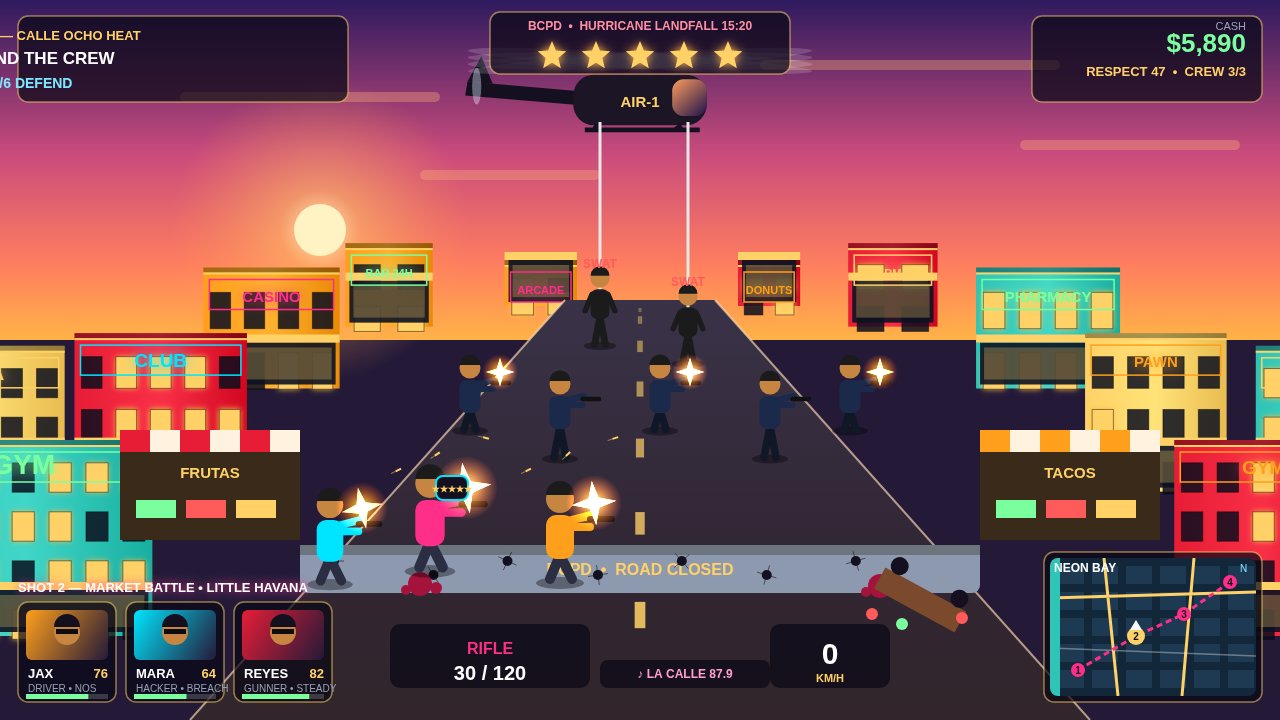 — CALLE OCHO HEAT
ND THE CREW
/6 DEFEND
BCPD • HURRICANE LANDFALL 15:20
CASH
$5,890
RESPECT 47 • CREW 3/3
AIR-1
SWAT
SWAT
ARCADE
DONUTS
CASINO
PHARMACY
CLUB
PAWN
GYM
GYM
FRUTAS
TACOS
ROAD CLOSED
SHOT 2 — MARKET BATTLE • LITTLE HAVANA
JAX 76
DRIVER • NOS
MARA 64
HACKER • BREACH
REYES 82
GUNNER • STEADY
RIFLE
30 / 120
♪ LA CALLE 87.9
0
KM/H
NEON BAY
N
1
2
3
4